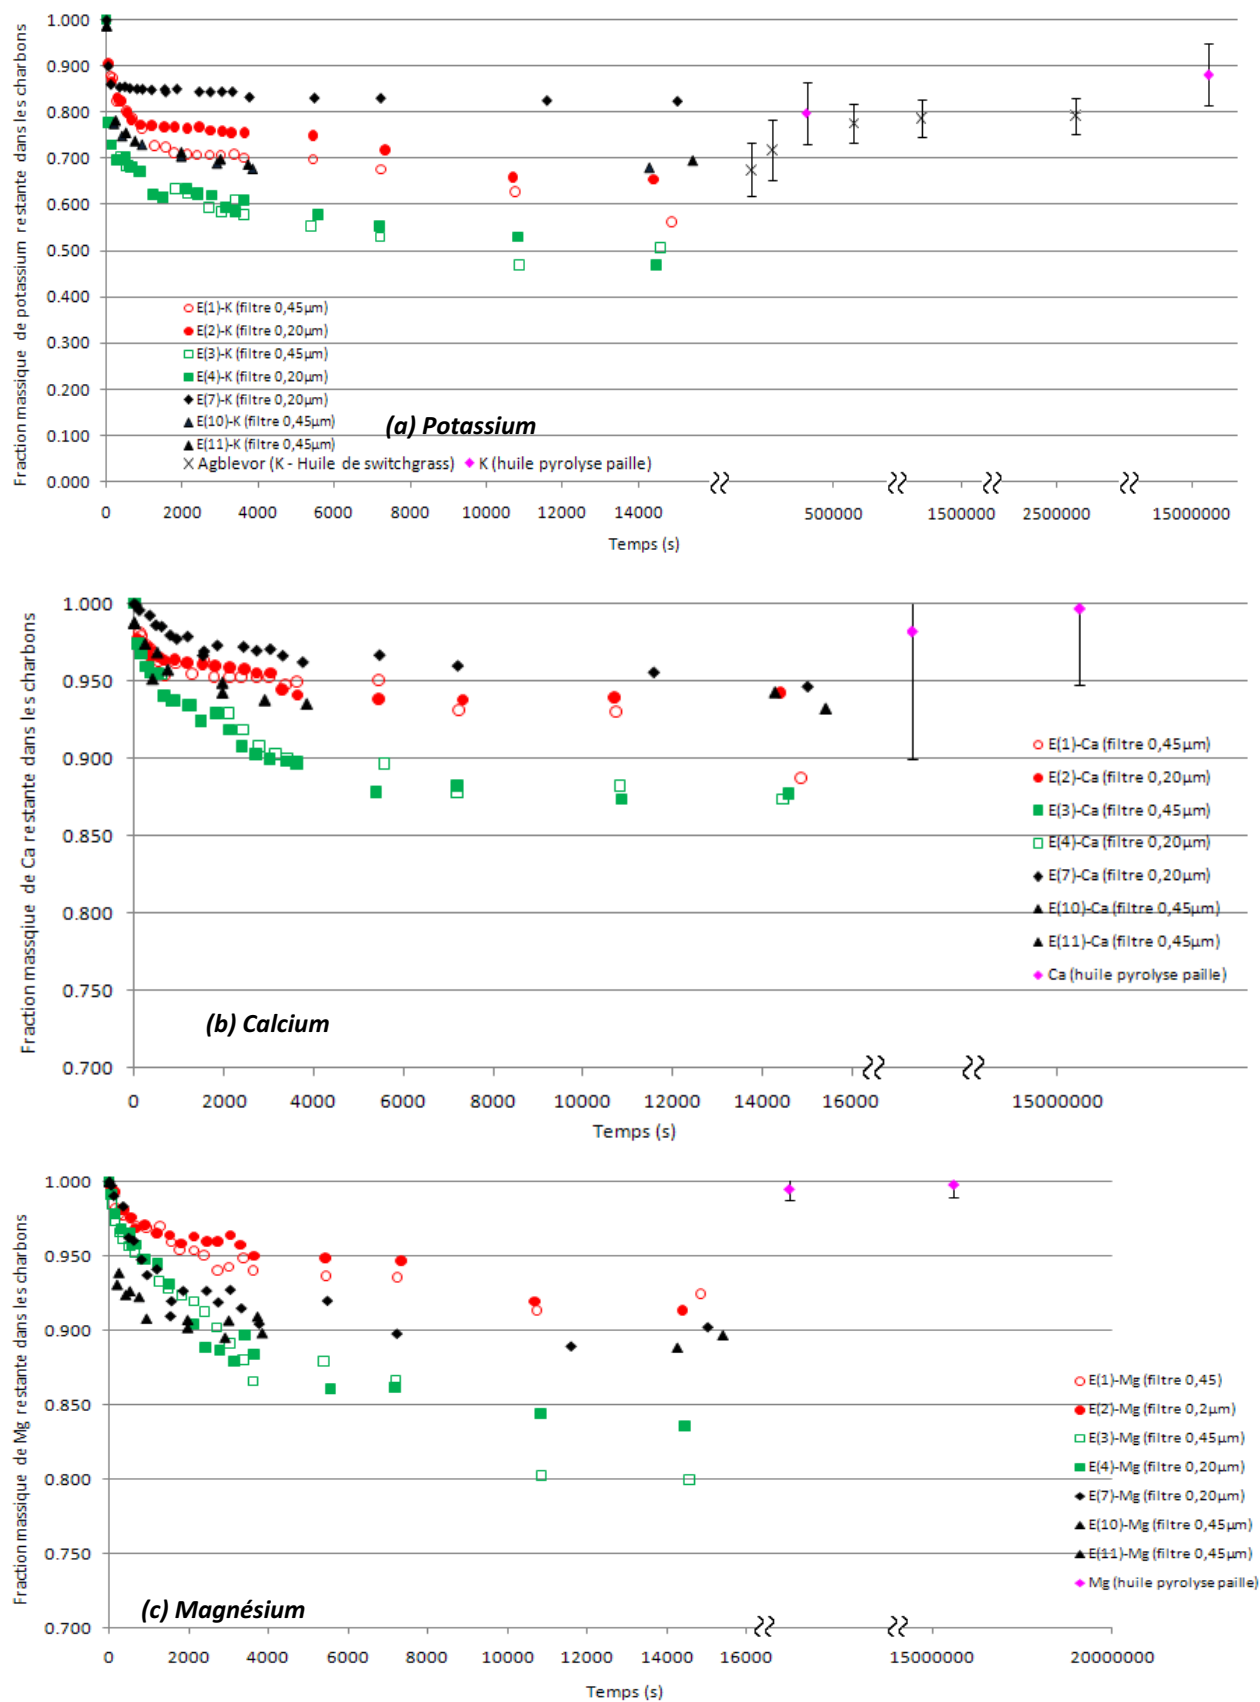 Fraction massique de potassium restante dans les charbons
1.000
0.900
0.800
0.700
0.600
0.500
0.400
0.300
0.200
0.100
0.000
E(1)-K (filtre 0,45µm)
E(2)-K (filtre 0,20µm)
E(3)-K (filtre 0,45µm)
E(4)-K (filtre 0,20µm)
E(7)-K (filtre 0,20µm)
E(10)-K (filtre 0,45µm)
E(11)-K (filtre 0,45µm)
Agblevor (K - Huile de switchgrass) K (huile pyrolyse paille)
(a) Potassium
0 2000 4000 6000 8000 10000 12000 14000 500000 1500000 2500000 15000000
Temps (s)
Fraction massqiue de Ca restante dans les charbons
1.000
0.950
0.900
0.850
0.800
0.750
0.700
E(1)-Ca (filtre 0,45µm)
E(2)-Ca (filtre 0,20µm)
E(3)-Ca (filtre 0,45µm)
E(4)-Ca (filtre 0,20µm)
E(7)-Ca (filtre 0,20µm)
E(10)-Ca (filtre 0,45µm)
E(11)-Ca (filtre 0,45µm)
Ca (huile pyrolyse paille)
(b) Calcium
0 2000 4000 6000 8000 10000 12000 14000 16000 15000000
Temps (s)
Fraction massique de Mg restante dans les charbons
1.000
0.950
0.900
0.850
0.800
0.750
0.700
E(1)-Mg (filtre 0,45)
E(2)-Mg (filtre 0,2µm)
E(3)-Mg (filtre 0,45µm)
E(4)-Mg (filtre 0,20µm)
E(7)-Mg (filtre 0,20µm)
E(10)-Mg (filtre 0,45µm)
E(11)-Mg (filtre 0,45µm)
Mg (huile pyrolyse paille)
(c) Magnésium
0 2000 4000 6000 8000 10000 12000 14000 16000 15000000 20000000
Temps (s)